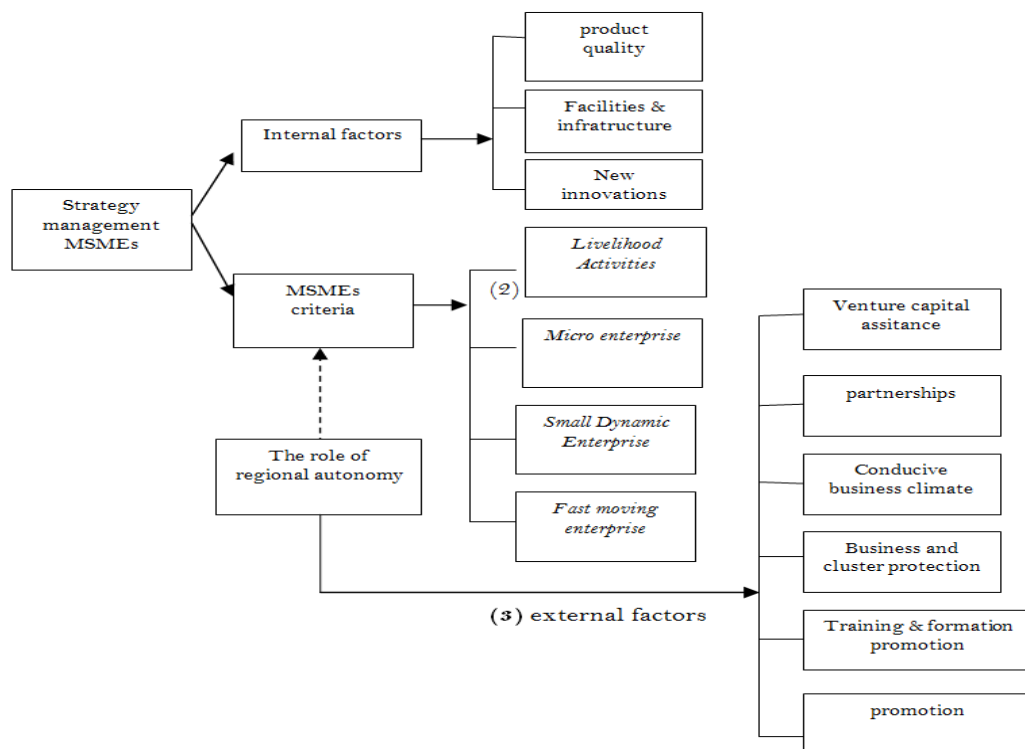 product
quality
Facilities &
infratructure
Internal factors
New
innovations
Strategy
management
MSMEs
Livelihood
Activities
(2)
MSMEs
criteria
Venture capital
assitance
Micro enterprise
partnerships
Small Dynamic
Enterprise
The role of
regional autonomy
Conducive
business climate
Fast moving
enterprise
Business and
cluster protection
(3) external factors
Training & formation
promotion
promotion